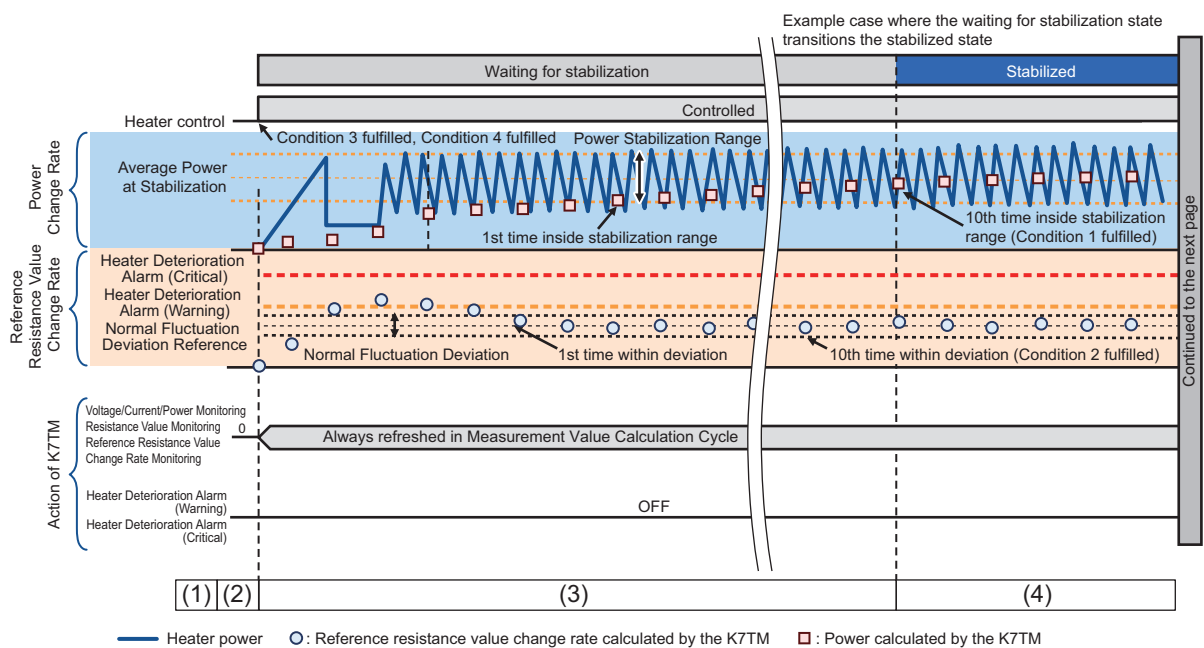 Example case where the waiting for stabilization state
transitions the stabilized state
Waiting for stabilization
Stabilized
Controlled
Heater control
Condition 3 fulfilled, Condition 4 fulfilled
Power Stabilization Range
Power
Change Rate
Average Power
at Stabilization
1st time inside stabilization range
10th time inside stabilization
range (Condition 1 fulfilled)
Reference
Resistance Value
Change Rate
Heater Deterioration
Alarm (Critical)
Heater Deterioration
Alarm (Warning)
Normal Fluctuation
Deviation Reference
Normal Fluctuation Deviation
1st time within deviation
10th time within deviation (Condition 2 fulfilled)
Continued to the next page
Action of K7TM
Voltage/Current/Power Monitoring
Resistance Value Monitoring
Reference Resistance Value
Change Rate Monitoring
0
Always refreshed in Measurement Value Calculation Cycle
Heater Deterioration Alarm
(Warning)
Heater Deterioration Alarm
(Critical)
OFF
(1)
(2)
(3)
(4)
Heater power
: Reference resistance value change rate calculated by the K7TM
: Power calculated by the K7TM